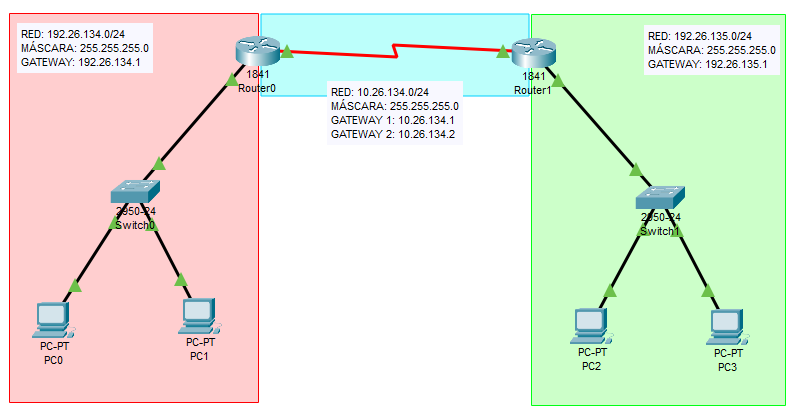 RED: 192.26.134.0/24
MÁSCARA: 255.255.255.0
GATEWAY: 192.26.134.1
1841
Router0
RED: 10.26.134.0/24
MÁSCARA: 255.255.255.0
GATEWAY 1: 10.26.134.1
GATEWAY 2: 10.26.134.2
1841
Router1
RED: 192.26.135.0/24
MÁSCARA: 255.255.255.0
GATEWAY: 192.26.135.1
2950-24
Switch0
2950-24
Switch1
PC-PT
PC0
PC-PT
PC1
PC-PT
PC2
PC-PT
PC3